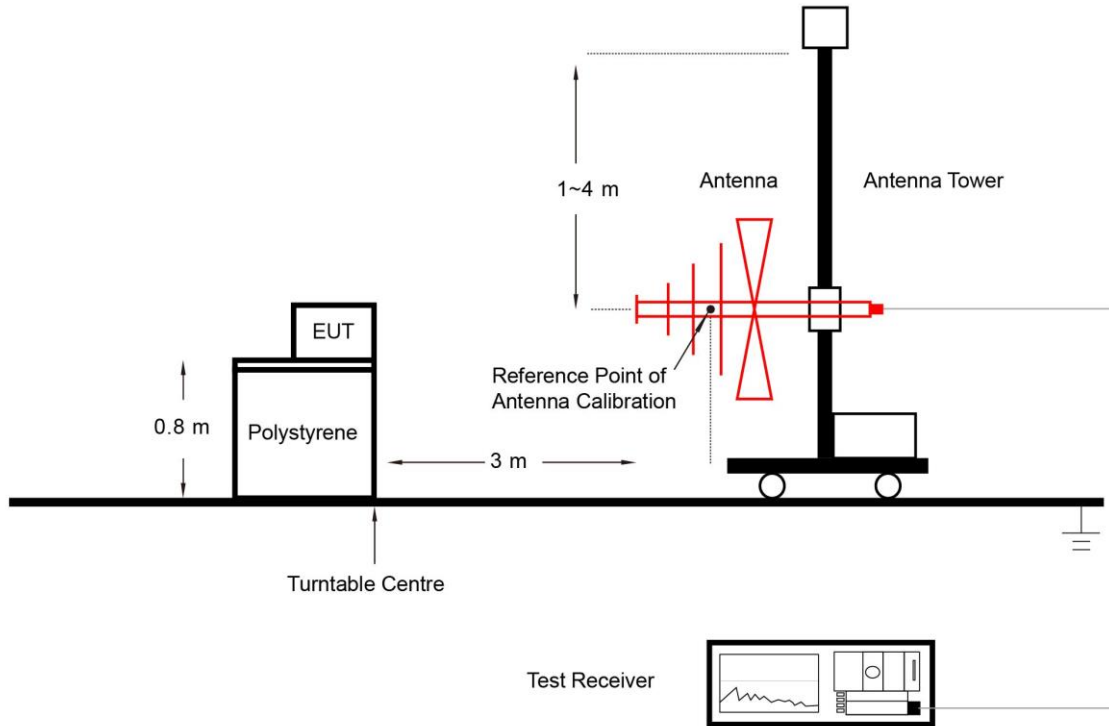 1~4 m
Antenna
Antenna Tower
EUT
Reference Point of
Antenna Calibration
0.8 m
Polystyrene
3 m
Turntable Centre
Test Receiver